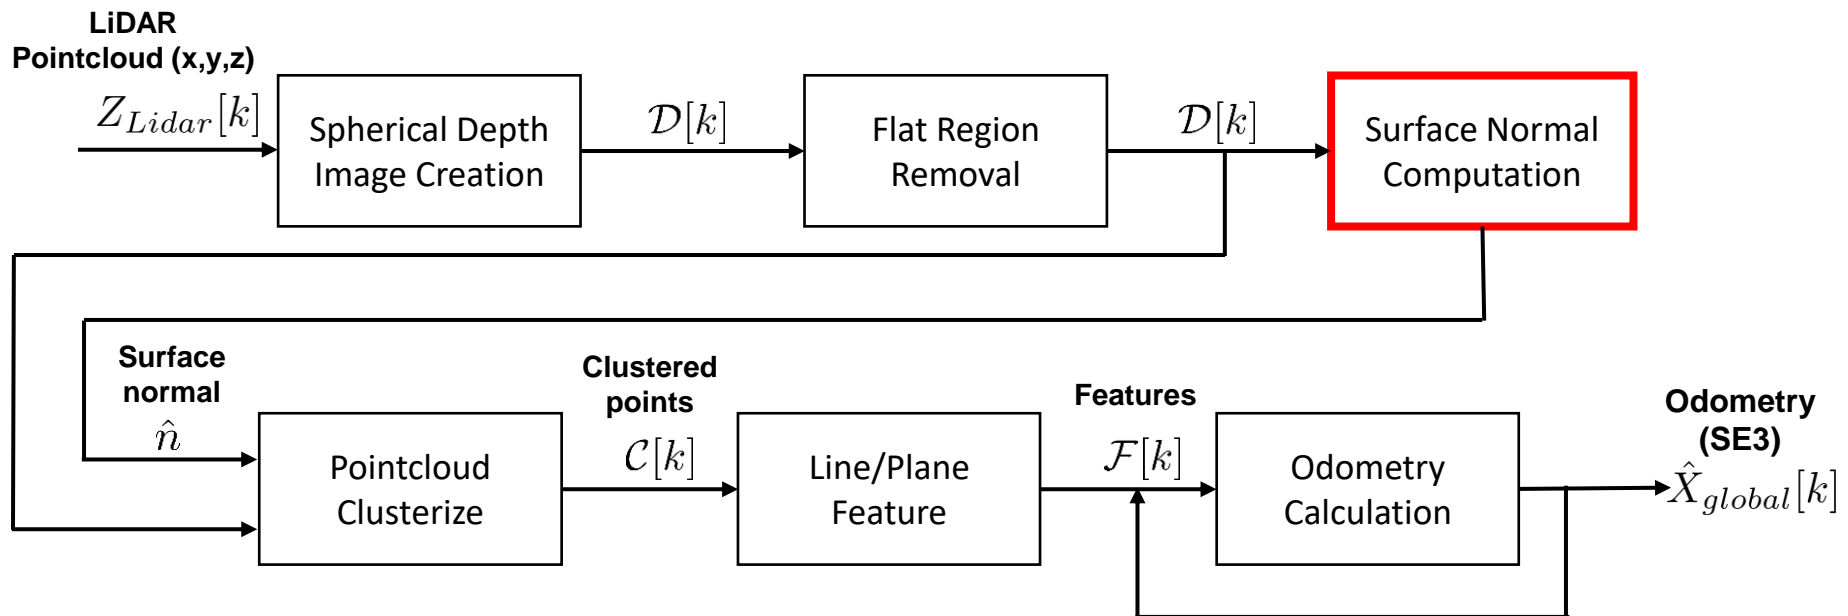 LiDAR
Pointcloud (x,y,z)
Z_{Lidar}[k]
Spherical Depth
Image Creation
𝒟[k]
Flat Region
Removal
𝒟[k]
Surface Normal
Computation
Surface
normal
n̂
Pointcloud
Clusterize
Clustered
points
𝒞[k]
Line/Plane
Feature
Features
ℱ[k]
Odometry
Calculation
Odometry
(SE3)
X̂_{global}[k]